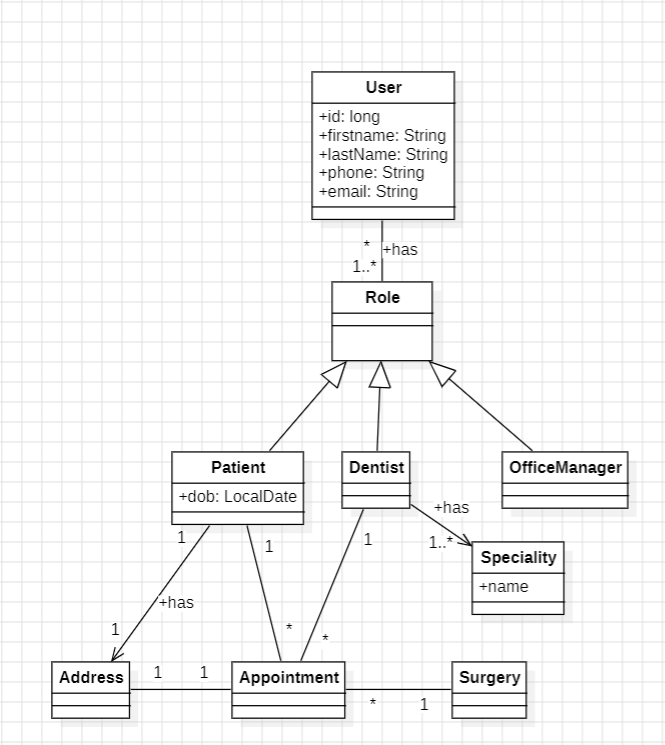 User
+id: long
+firstname: String
+lastName: String
+phone: String
+email: String
*
+has
1..*
Role
Patient
+dob: LocalDate
Dentist
OfficeManager
+has
1
1
1
1..*
Speciality
+name
+has
1
*
*
Address
1
1
Appointment
*
1
Surgery